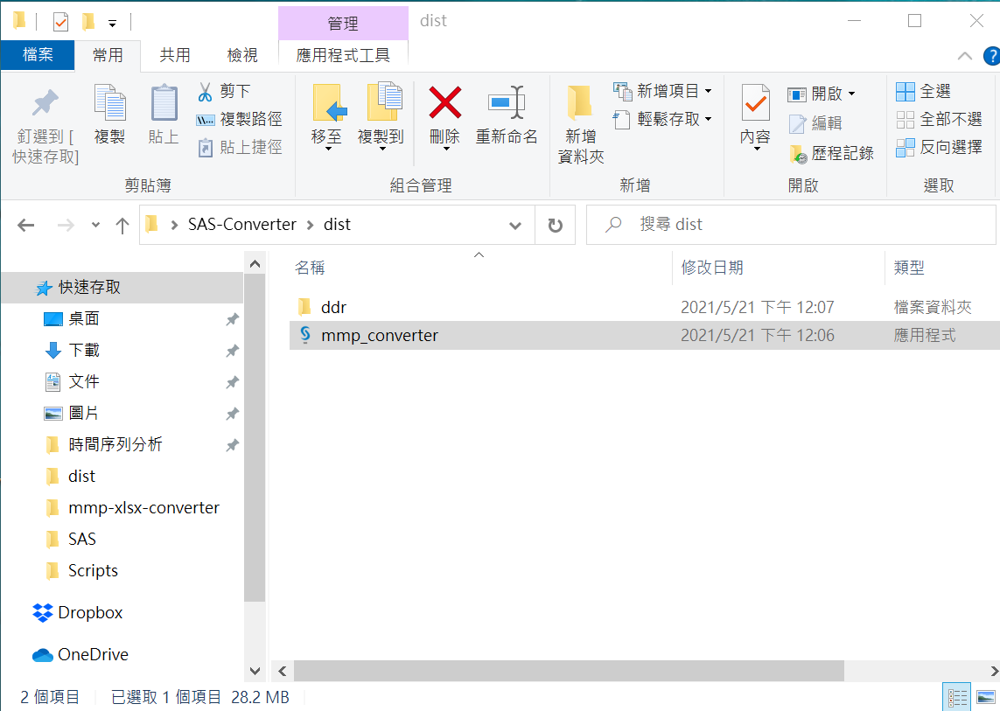 管理
dist
檔案
常用
共用
檢視
應用程式工具
?
釘選到 [
快速存取]
複製
貼上
剪下
複製路徑
貼上捷徑
剪貼簿
移至
複製到
刪除
重新命名
組合管理
新增
資料夾
新增項目
輕鬆存取
新增
內容
開啟
編輯
歷程記錄
開啟
全選
全部不選
反向選擇
選取
SAS-Converter
dist
搜尋 dist
名稱
修改日期
類型
ddr
2021/5/21 下午 12:07
檔案資料夾
mmp_converter
2021/5/21 下午 12:06
應用程式
快速存取
桌面
下載
文件
圖片
時間序列分析
dist
mmp-xlsx-converter
SAS
Scripts
Dropbox
OneDrive
2 個項目
已選取 1 個項目
28.2 MB